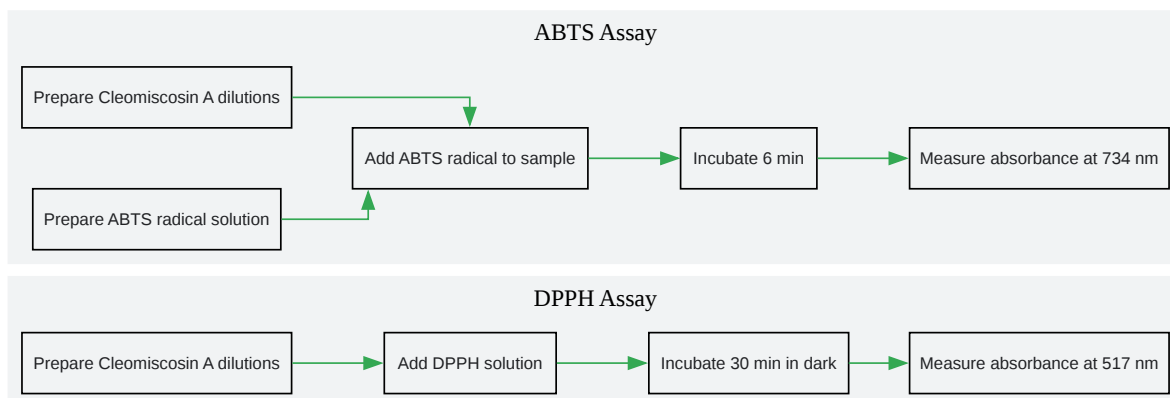 ABTS Assay
Prepare Cleomiscosin A dilutions
Add ABTS radical to sample
Incubate 6 min
Measure absorbance at 734 nm
Prepare ABTS radical solution
DPPH Assay
Prepare Cleomiscosin A dilutions
Add DPPH solution
Incubate 30 min in dark
Measure absorbance at 517 nm